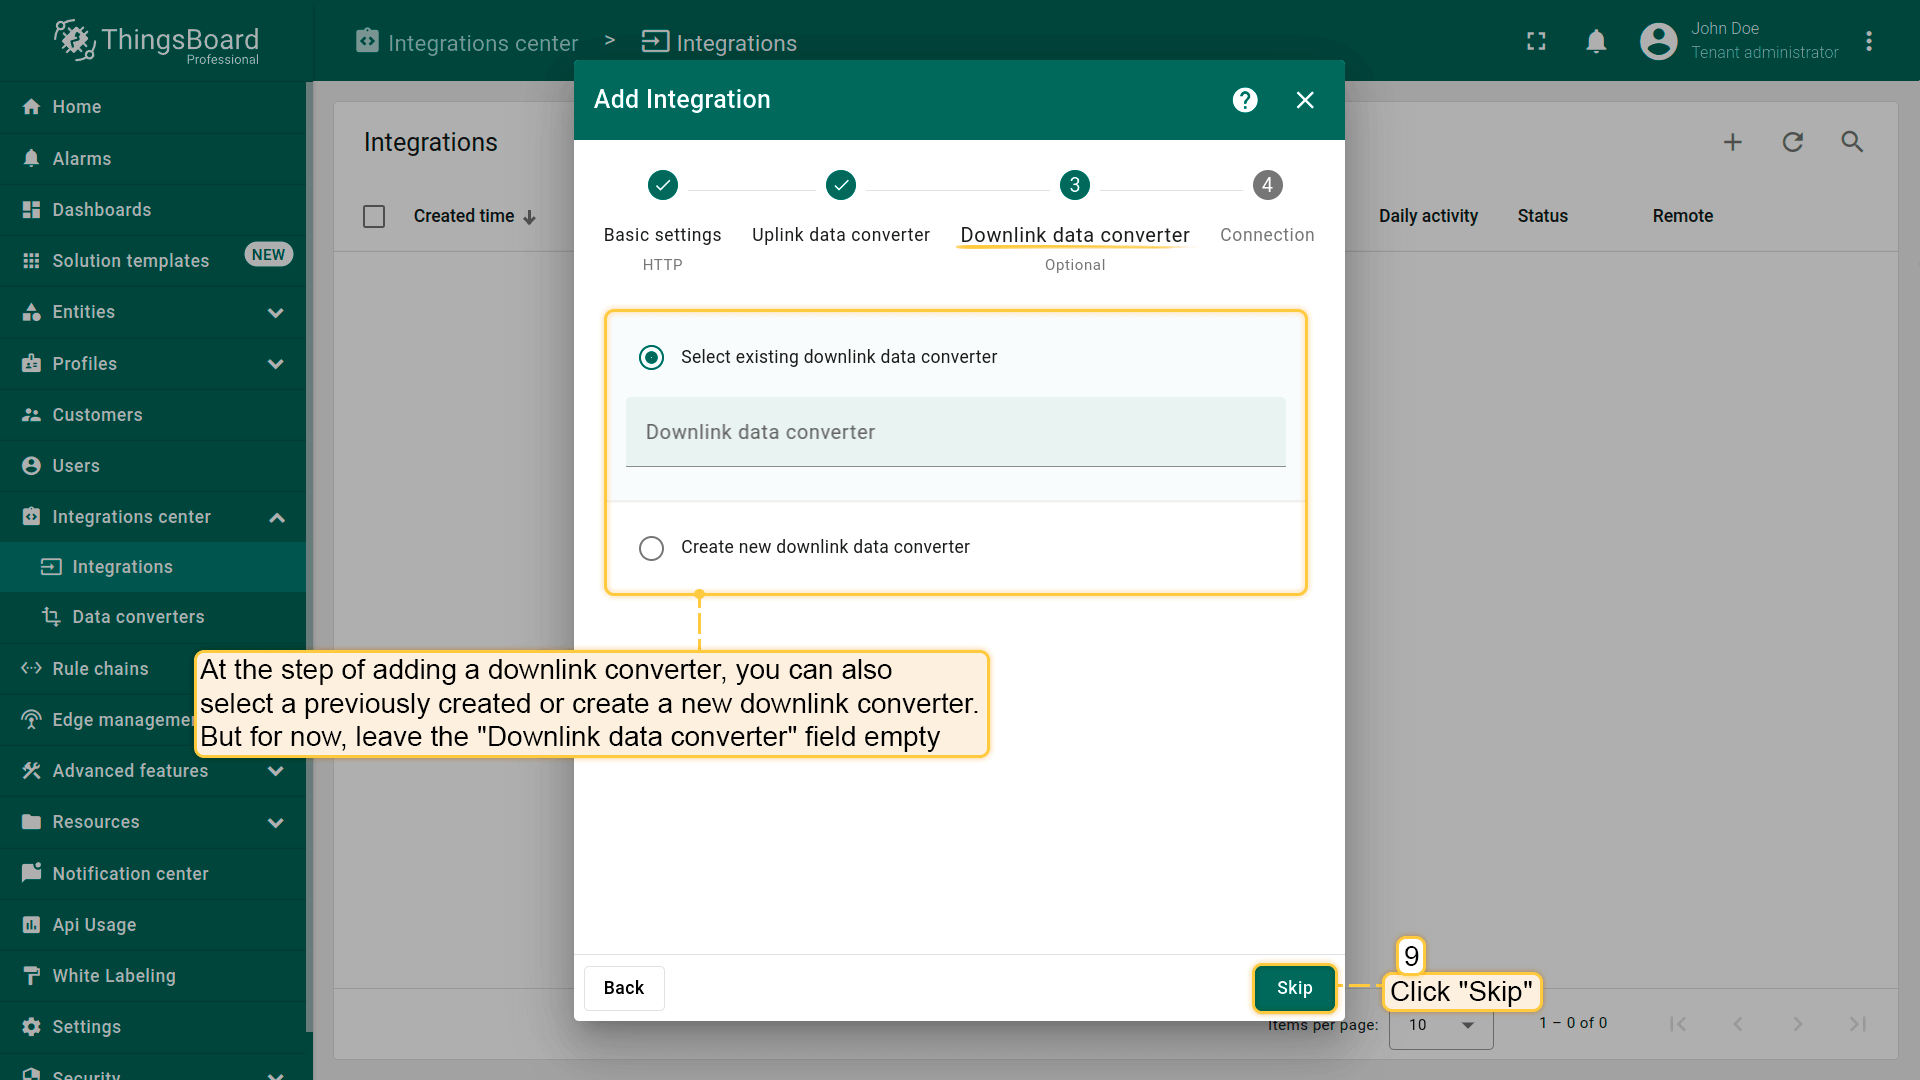 ThingsBoard
Professional
Integrations center > Integrations
John Doe
Tenant administrator
Home
Alarms
Dashboards
Solution templates NEW
Entities
Profiles
Customers
Users
Integrations center
Integrations
Data converters
Rule chains
Edge managemen
Advanced features
Resources
Notification center
Api Usage
White Labeling
Settings
Security
Integrations
Created time
Daily activity
Status
Remote
Add Integration
3
4
Basic settings
HTTP
Uplink data converter
Downlink data converter
Optional
Connection
Select existing downlink data converter
Downlink data converter
Create new downlink data converter
At the step of adding a downlink converter, you can also
select a previously created or create a new downlink converter.
But for now, leave the "Downlink data converter" field empty
Back
Skip
9
Click "Skip"
Items per page: 10
1 – 0 of 0